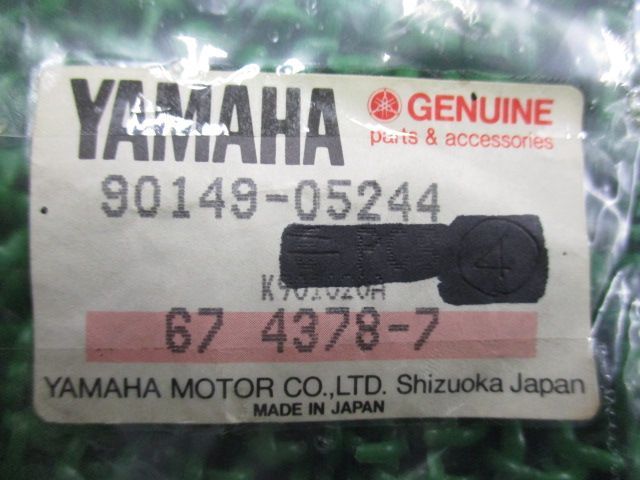 YAMAHA
GENUINE
parts & accessories
90149-05244
4
K901020A
67 4378-7
YAMAHA MOTOR CO.,LTD. Shizuoka Japan
MADE IN JAPAN